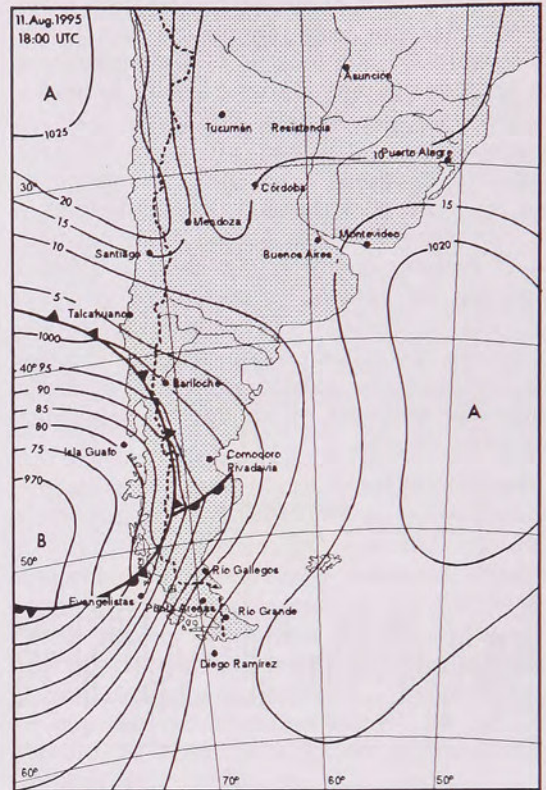 11.Aug.1995
18:00 UTC
A
1025
Asunción
Tucumán
Resistencia
Puerto Alegre
10
30°
20
Córdoba
15
15
Mendoza
Montevideo
1020
10
Santiago
Buenos Aires
5
Talcahuano
1000
40°
95
90
Bariloche
A
85
80
Isla Guafo
75
Comodoro
Rivadavia
970
B
50°
Río Gallegos
Evangelistas
Punta Arenas
Río Grande
Diego Ramírez
60°
70°
60°
50°